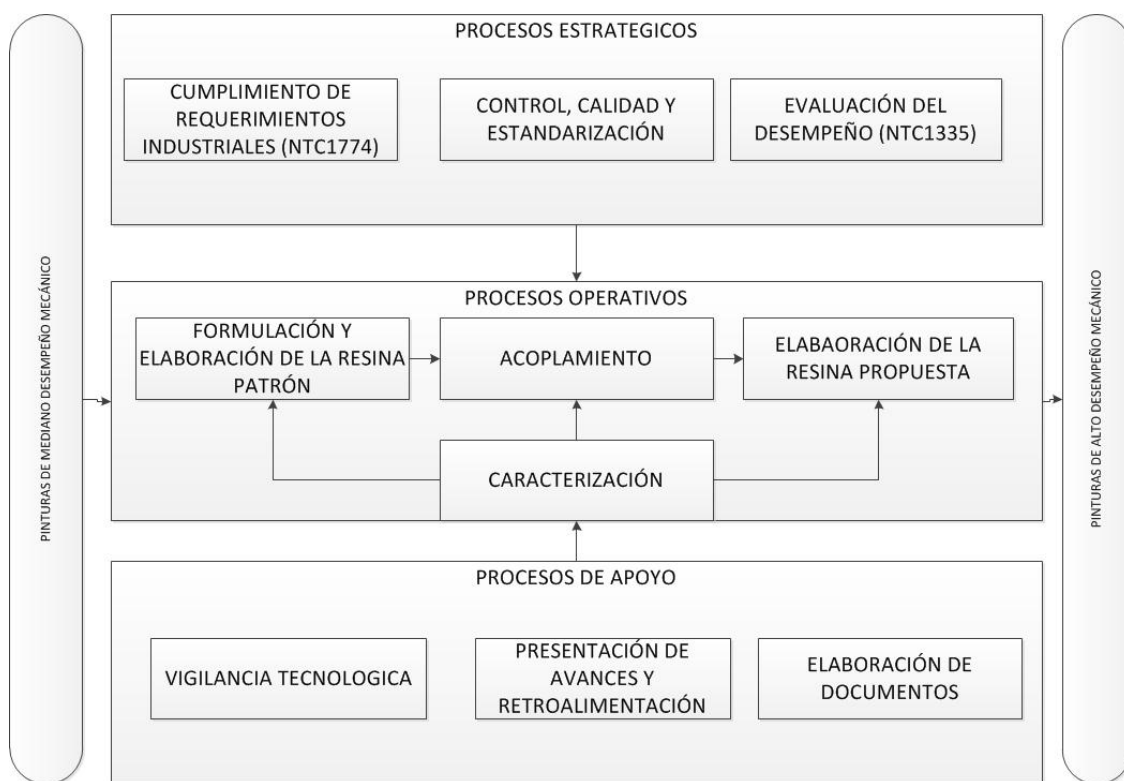 PROCESOS ESTRATEGICOS
CUMPLIMIENTO DE
REQUERIMIENTOS
INDUSTRIALES (NTC1774)
CONTROL, CALIDAD Y
ESTANDARIZACIÓN
EVALUACIÓN DEL
DESEMPEÑO (NTC1335)
PINTURAS DE MEDIANO DESEMPEÑO MECÁNICO
PROCESOS OPERATIVOS
FORMULACIÓN Y
ELABORACIÓN DE LA RESINA
PATRÓN
ACOPLAMIENTO
ELABAORACIÓN DE LA
RESINA PROPUESTA
CARACTERIZACIÓN
PINTURAS DE ALTO DESEMPEÑO MECÁNICO
PROCESOS DE APOYO
VIGILANCIA TECNOLOGICA
PRESENTACIÓN DE
AVANCES Y
RETROALIMENTACIÓN
ELABORACIÓN DE
DOCUMENTOS